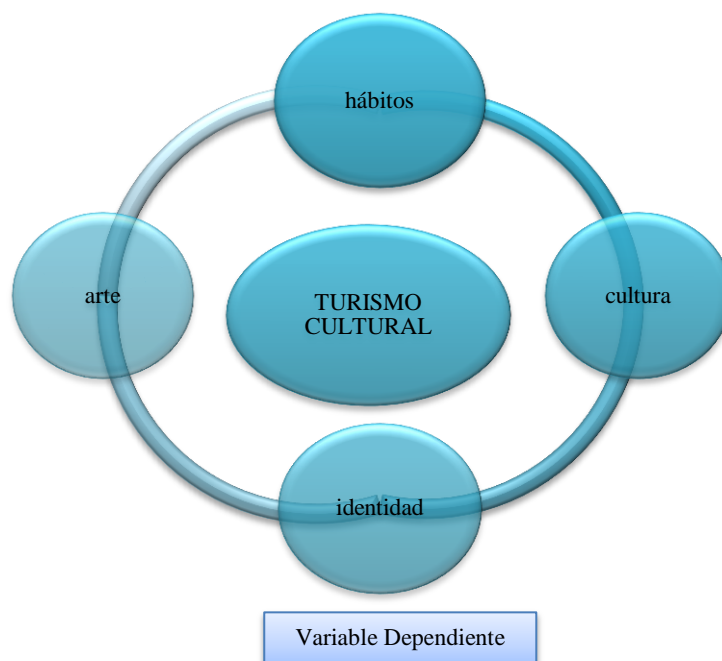 hábitos
arte
TURISMO
CULTURAL
cultura
identidad
Variable Dependiente